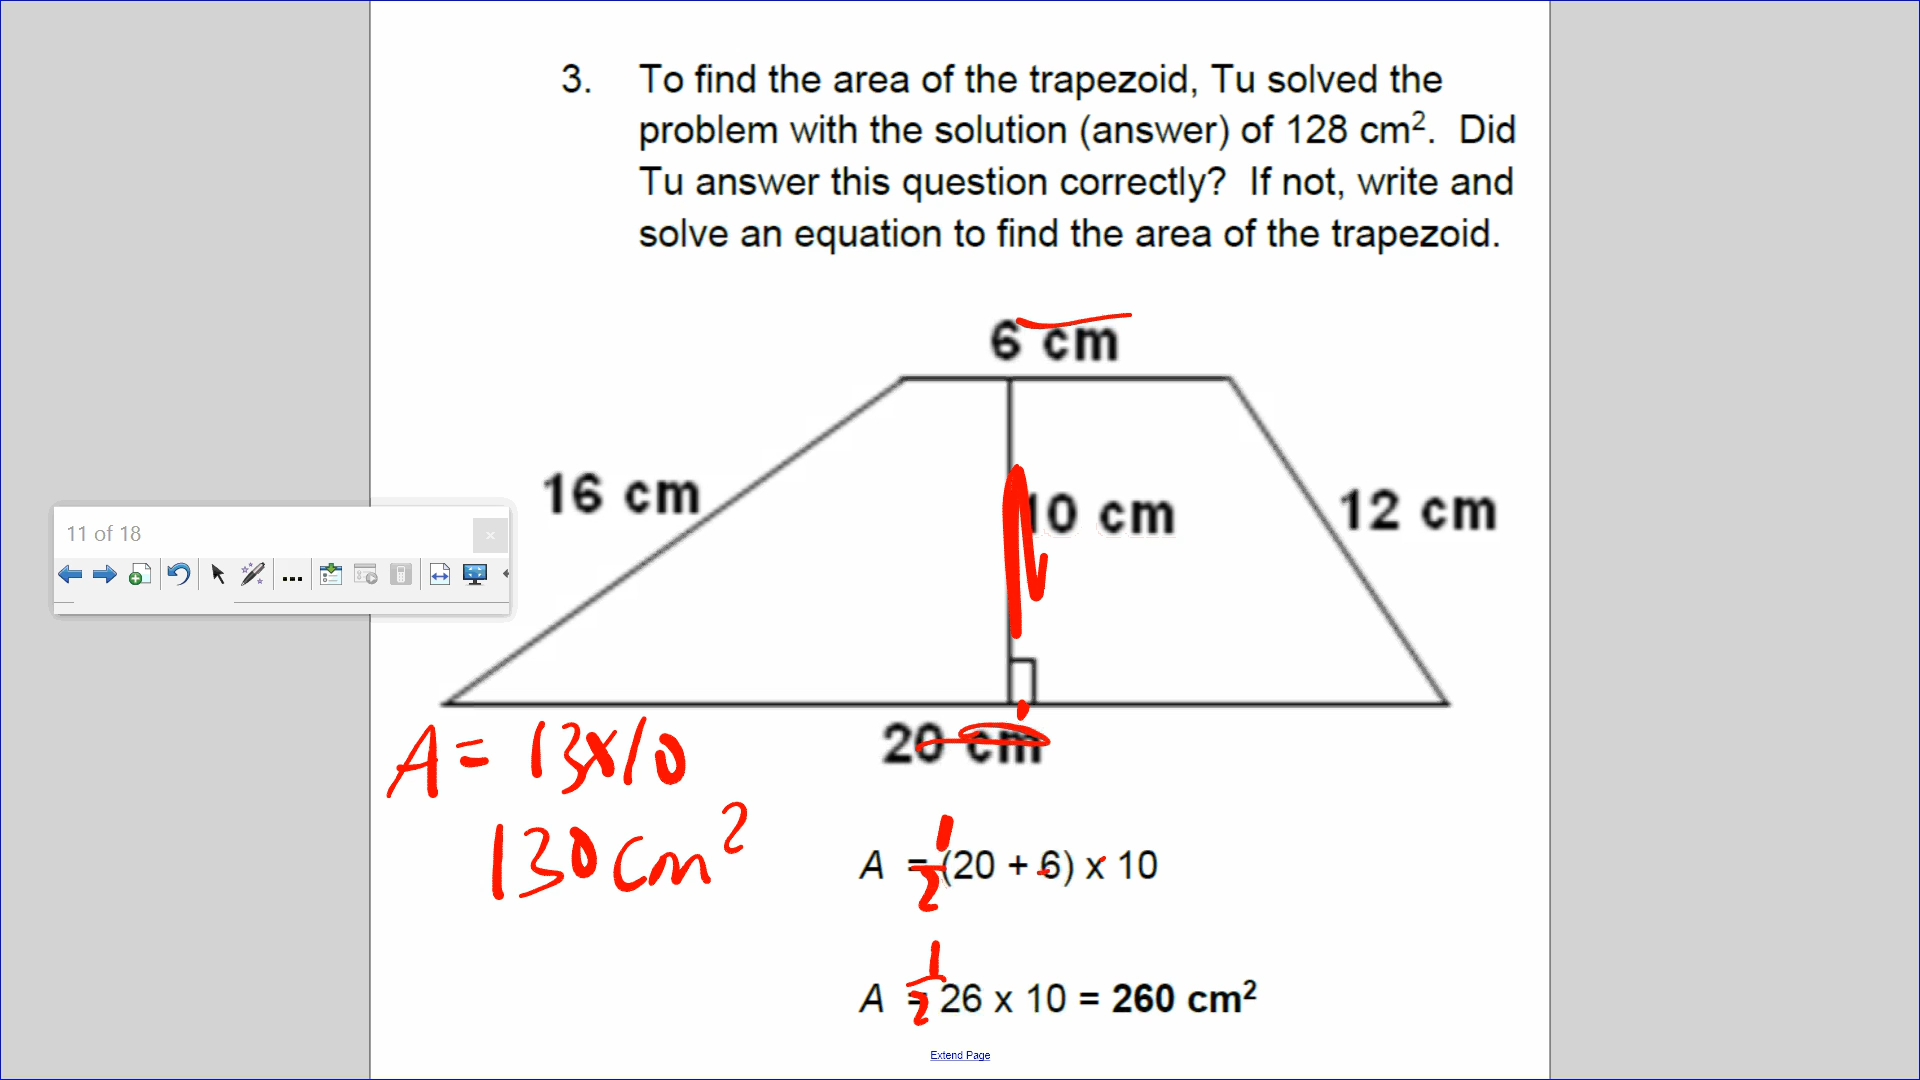 3. To find the area of the trapezoid, Tu solved the
problem with the solution (answer) of 128 cm². Did
Tu answer this question correctly? If not, write and
solve an equation to find the area of the trapezoid.
6 cm
16 cm
10 cm
12 cm
11 of 18
20 cm
A = 13x10
130 cm²
A = 1/2 (20 + 6) x 10
A = 1/2 26 x 10 = 260 cm²
Extend Page